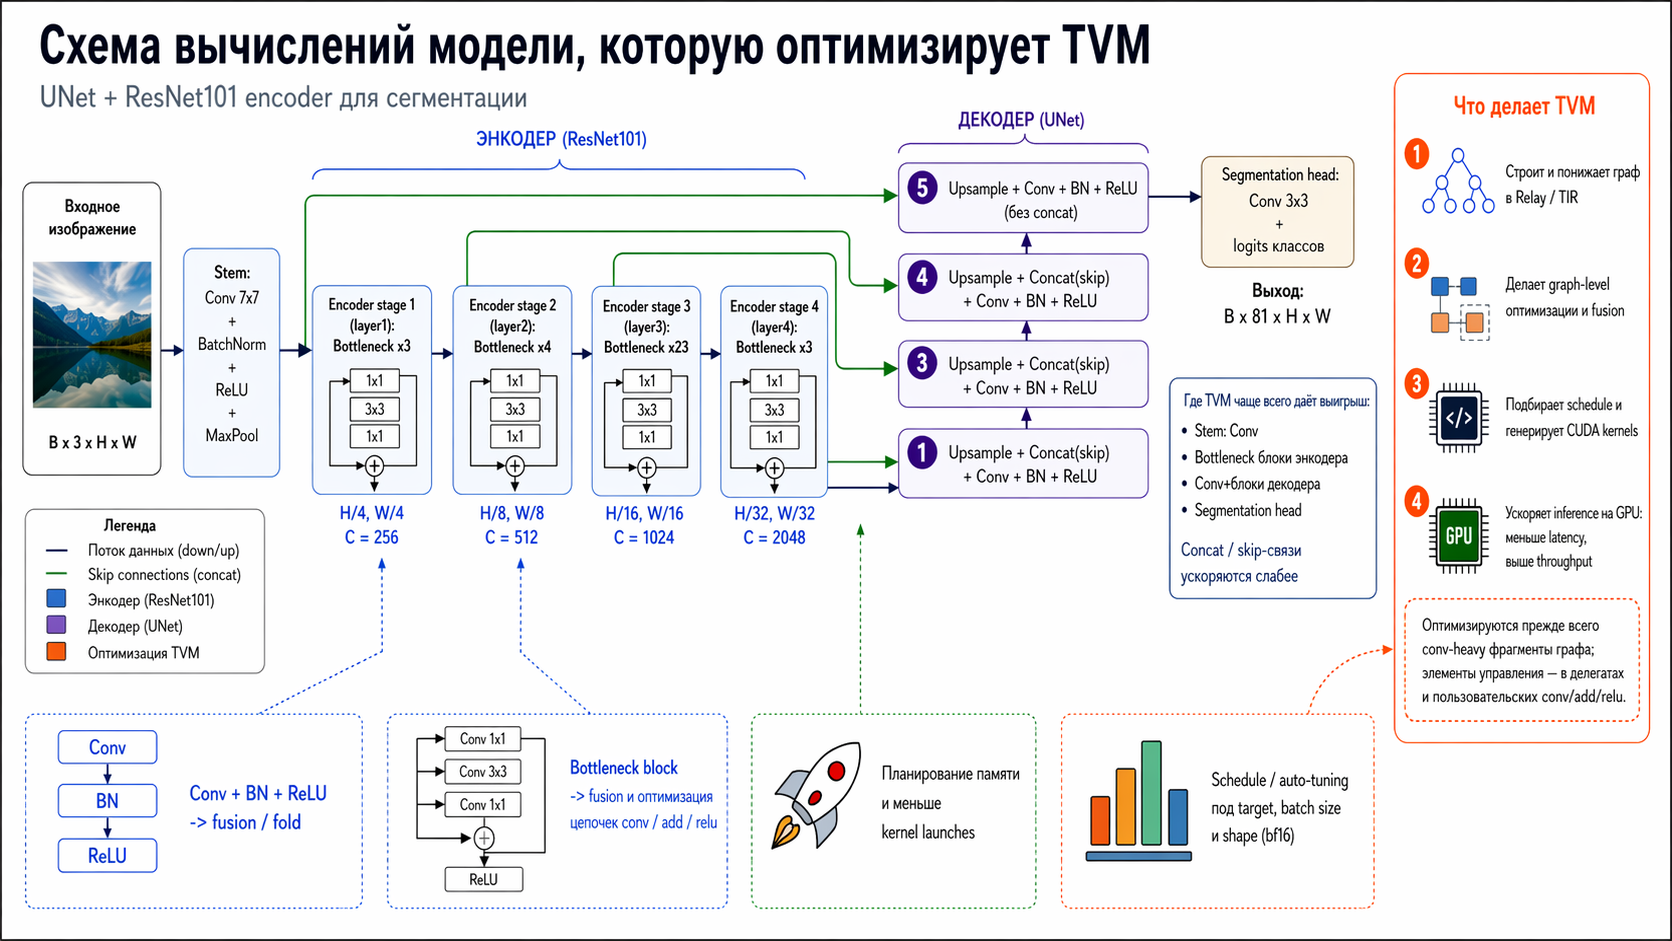 Схема вычислений модели, которую оптимизирует TVM
UNet + ResNet101 encoder для сегментации
ЭНКОДЕР (ResNet101)
ДЕКОДЕР (UNet)
Входное
изображение
B x 3 x H x W
Stem:
Conv 7x7
+
BatchNorm
+
ReLU
+
MaxPool
Encoder stage 1
(layer1):
Bottleneck x3
1x1
3x3
1x1
+
H/4, W/4
C = 256
Encoder stage 2
(layer2):
Bottleneck x4
1x1
3x3
1x1
+
H/8, W/8
C = 512
Encoder stage 3
(layer3):
Bottleneck x23
1x1
3x3
1x1
+
H/16, W/16
C = 1024
Encoder stage 4
(layer4):
Bottleneck x3
1x1
3x3
1x1
+
H/32, W/32
C = 2048
5
Upsample + Conv + BN + ReLU
(без concat)
4
Upsample + Concat(skip)
+ Conv + BN + ReLU
3
Upsample + Concat(skip)
+ Conv + BN + ReLU
1
Upsample + Concat(skip)
+ Conv + BN + ReLU
Segmentation head:
Conv 3x3
+
logits классов
Выход:
B x 81 x H x W
Где TVM чаще всего даёт выигрыш:
• Stem: Conv
• Bottleneck блоки энкодера
• Conv+блоки декодера
• Segmentation head
Concat / skip-связи
ускоряются слабее
Что делает TVM
1
Строит и понижает граф
в Relay / TIR
2
Делает graph-level
оптимизации и fusion
3
</>
Подбирает schedule и
генерирует CUDA kernels
4
GPU
Ускоряет inference на GPU:
меньше latency,
выше throughput
Оптимизируются прежде всего
conv-heavy фрагменты графа;
элементы управления — в делегатах
и пользовательских conv/add/relu.
Легенда
Поток данных (down/up)
Skip connections (concat)
Энкодер (ResNet101)
Декодер (UNet)
Оптимизация TVM
Conv
BN
ReLU
Conv + BN + ReLU
-> fusion / fold
Conv 1x1
Conv 3x3
Conv 1x1
+
ReLU
Bottleneck block
-> fusion и оптимизация
цепочек conv / add / relu
Планирование памяти
и меньше
kernel launches
Schedule / auto-tuning
под target, batch size
и shape (bf16)